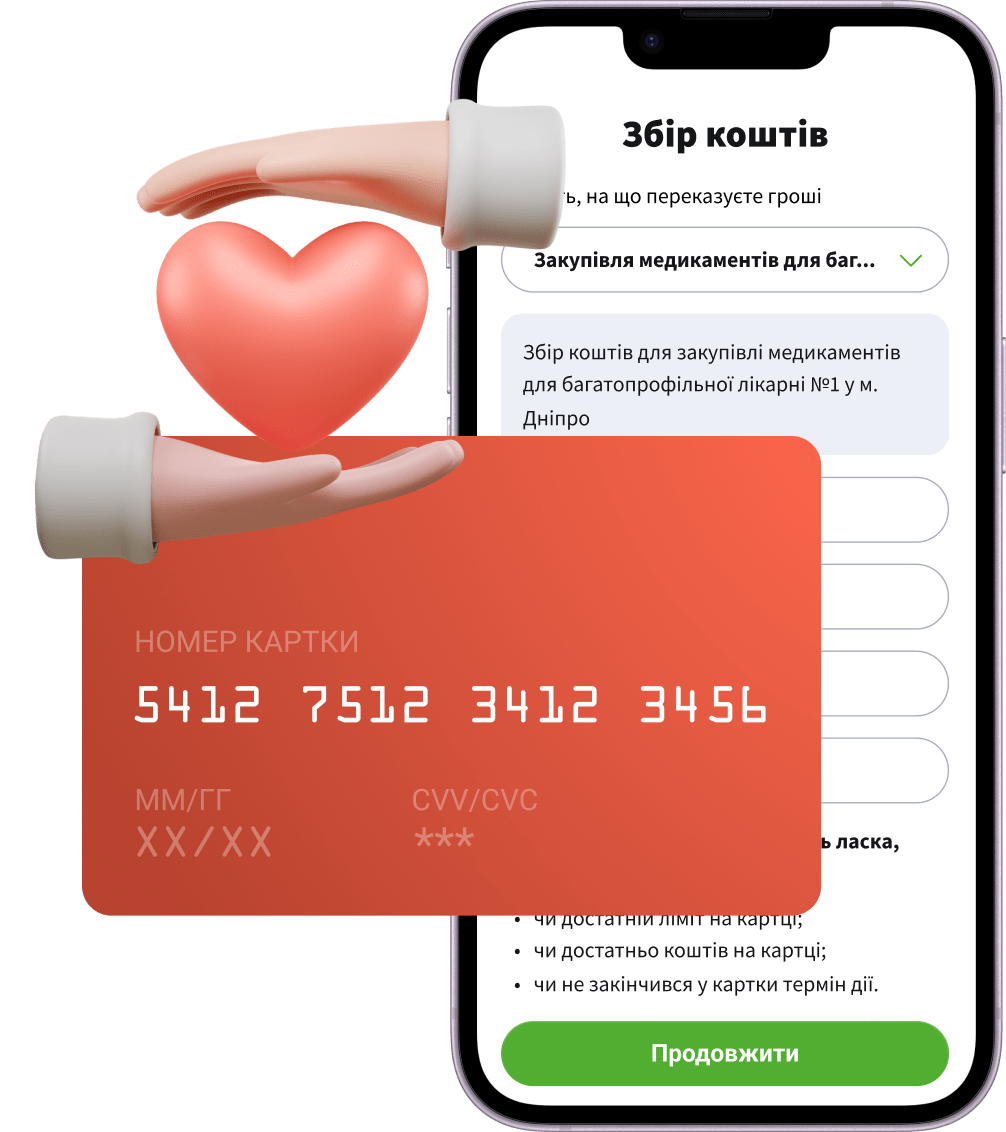 Збір коштів
ть, на що переказуєте гроші
Закупівля медикаментів для баг...
Збір коштів для закупівлі медикаментів
для багатопрофільної лікарні №1 у м.
Дніпро
НОМЕР КАРТКИ
5412 7512 3412 3456
ММ/ГГ
CVV/CVC
XX/XX
***
ь ласка,
• чи достатній ліміт на картці;
• чи достатньо коштів на картці;
• чи не закінчився у картки термін дії.
Продовжити